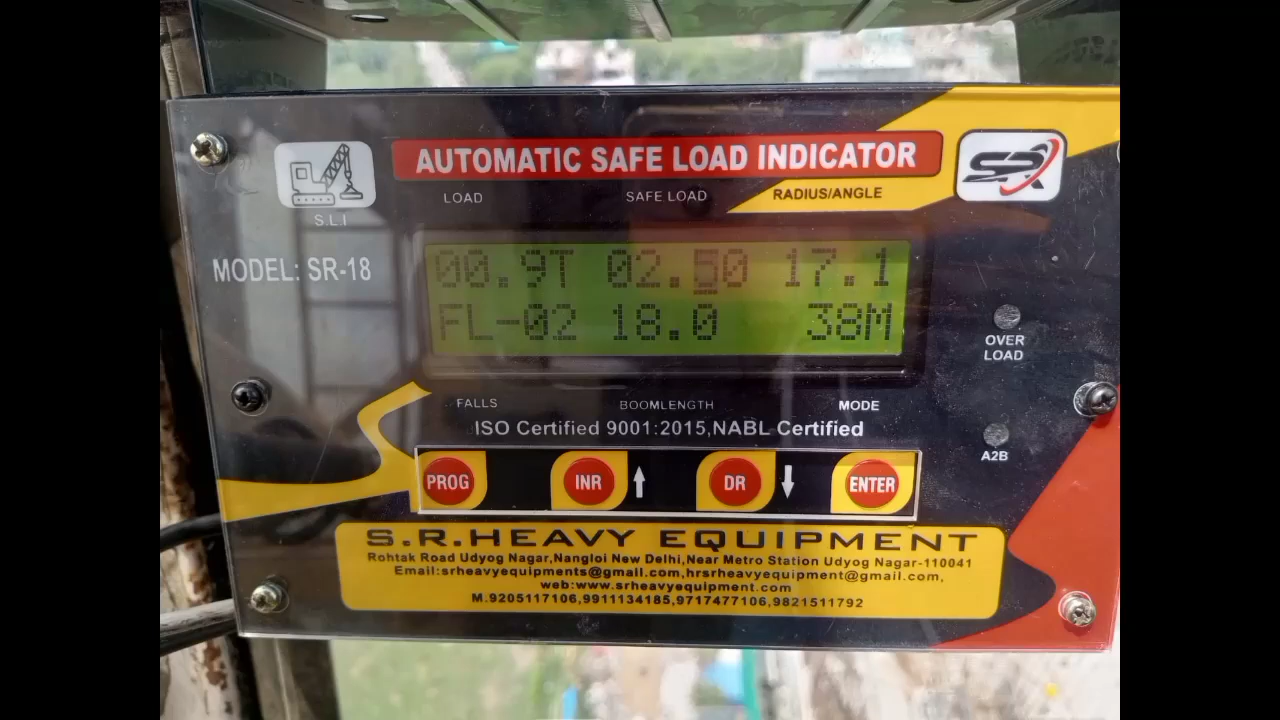 AUTOMATIC SAFE LOAD INDICATOR
SR
S.L.I
LOAD SAFE LOAD RADIUS/ANGLE
MODEL: SR-18
00.9T 02.50 17.1
FL-02 18.0 38M
OVER
LOAD
FALLS BOOMLENGTH MODE
ISO Certified 9001:2015,NABL Certified
A2B
PROG INR DR ENTER
S.R.HEAVY EQUIPMENT
Rohtak Road Udyog Nagar,Nangloi New Delhi,Near Metro Station Udyog Nagar-110041
Email:srheavyequipments@gmail.com,hrsrheavyequipment@gmail.com,
web:www.srheavyequipment.com
M.9205117106,9911134185,9717477106,9821511792